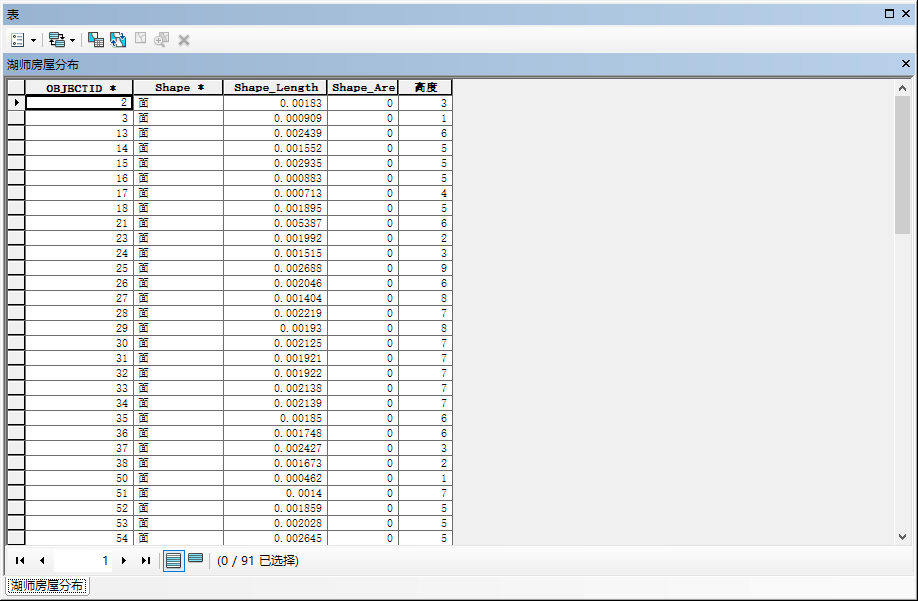 表
湖师房屋分布
OBJECTID * Shape * Shape_Length Shape_Are 高度
2 面 0.00183 0 3
3 面 0.000909 0 1
13 面 0.002439 0 6
14 面 0.001552 0 5
15 面 0.002935 0 5
16 面 0.000883 0 5
17 面 0.000713 0 4
18 面 0.001895 0 5
21 面 0.005387 0 6
23 面 0.001992 0 2
24 面 0.001515 0 3
25 面 0.002688 0 9
26 面 0.002046 0 6
27 面 0.001404 0 8
28 面 0.002219 0 7
29 面 0.00193 0 8
30 面 0.002125 0 7
31 面 0.001921 0 7
32 面 0.001922 0 7
33 面 0.002138 0 7
34 面 0.002139 0 7
35 面 0.00185 0 6
36 面 0.001748 0 6
37 面 0.002427 0 3
38 面 0.001673 0 2
50 面 0.000462 0 1
51 面 0.0014 0 7
52 面 0.001859 0 5
53 面 0.002028 0 5
54 面 0.002645 0 5
1 (0 / 91 已选择)
湖师房屋分布